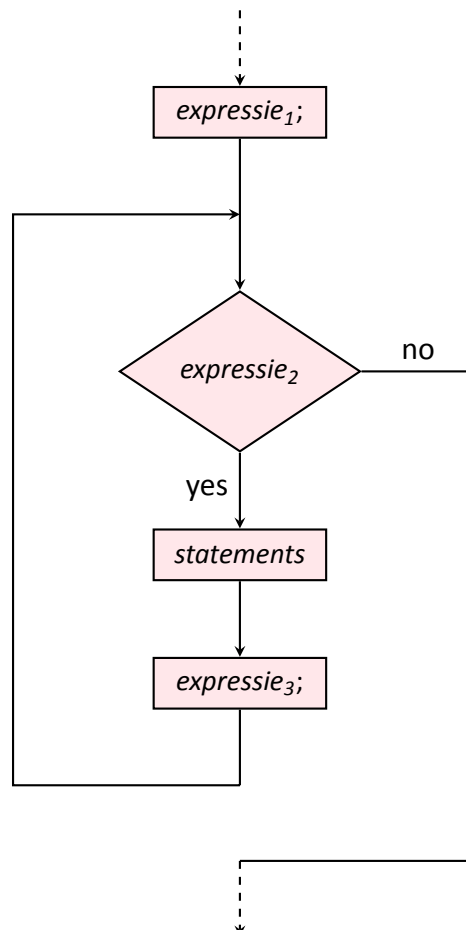 expressie₁;
expressie₂
no
yes
statements
expressie₃;